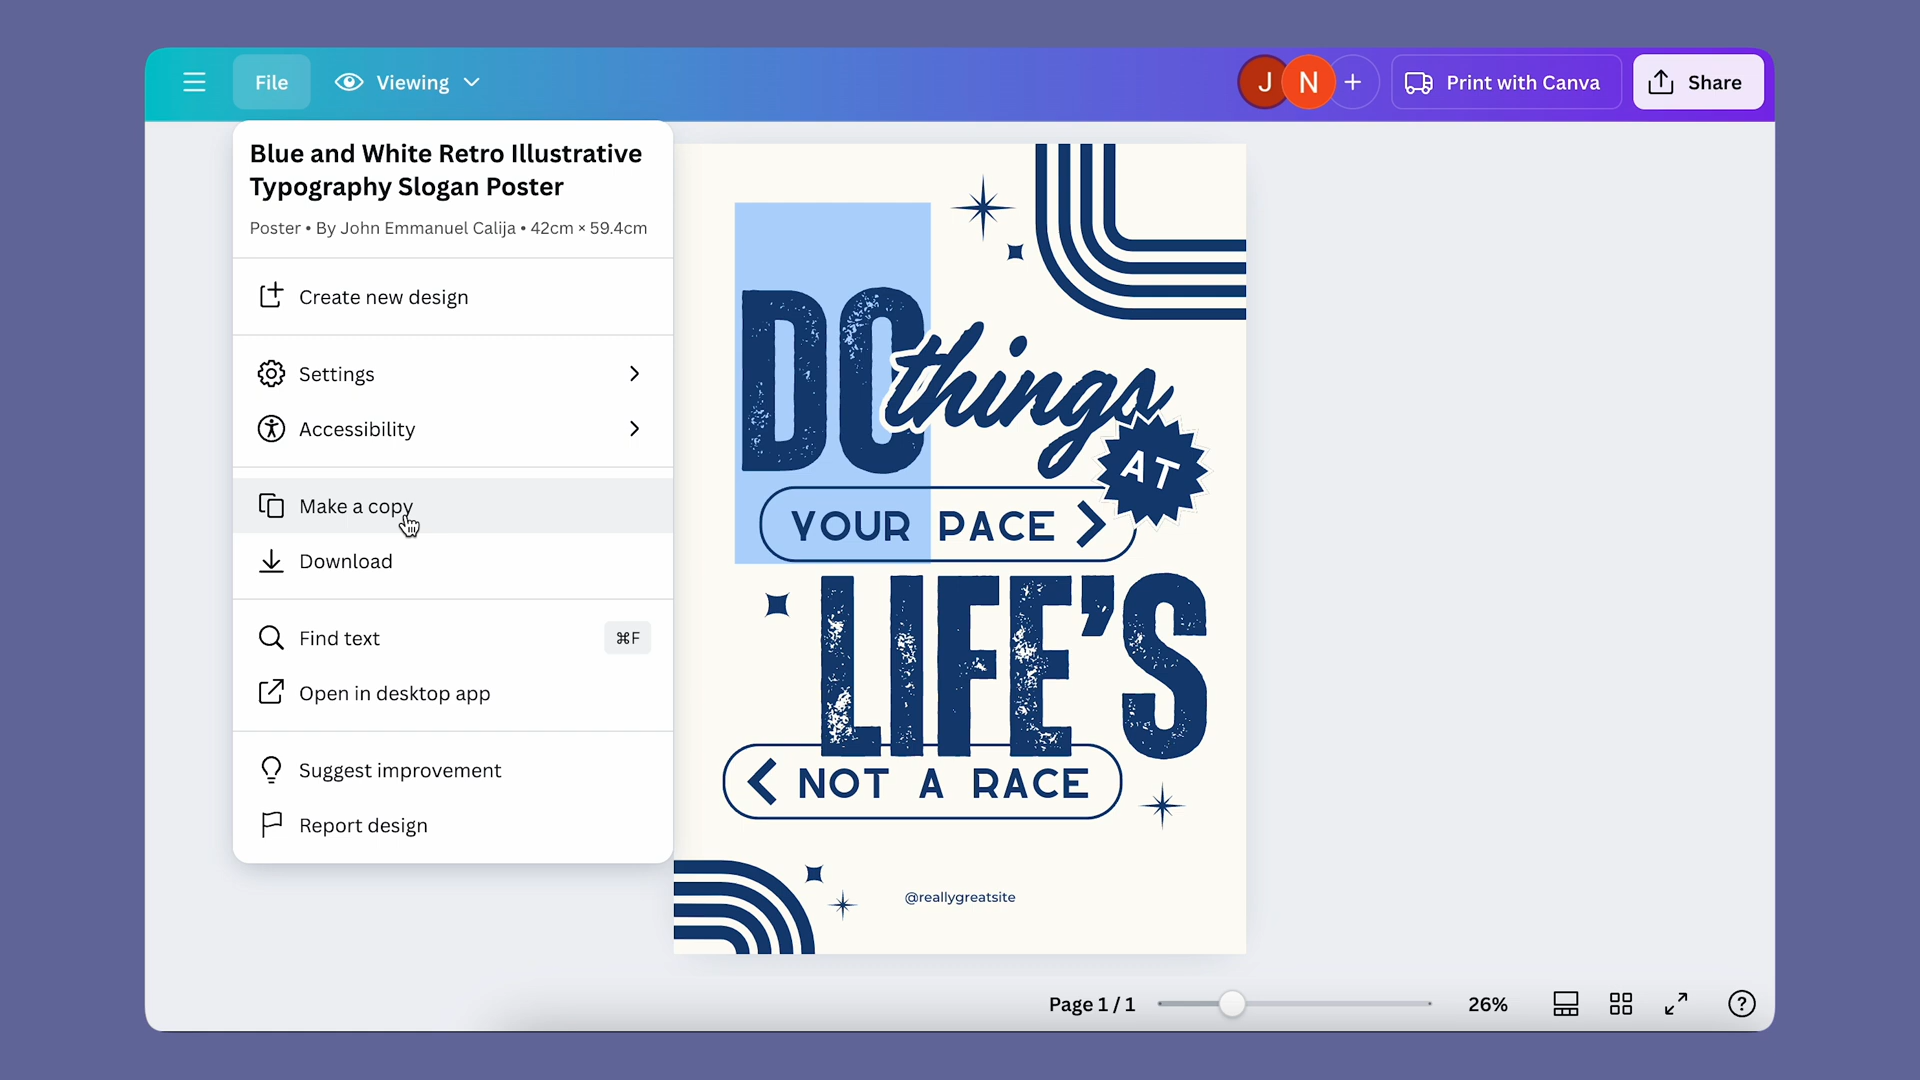 File
Viewing
J
N
Print with Canva
Share
Blue and White Retro Illustrative
Typography Slogan Poster
Poster • By John Emmanuel Calija • 42cm × 59.4cm
Create new design
Settings
Accessibility
Make a copy
Download
Find text
⌘F
Open in desktop app
Suggest improvement
Report design
DO
things
AT
YOUR PACE
LIFE'S
NOT A RACE
@reallygreatsite
Page 1 / 1
26%